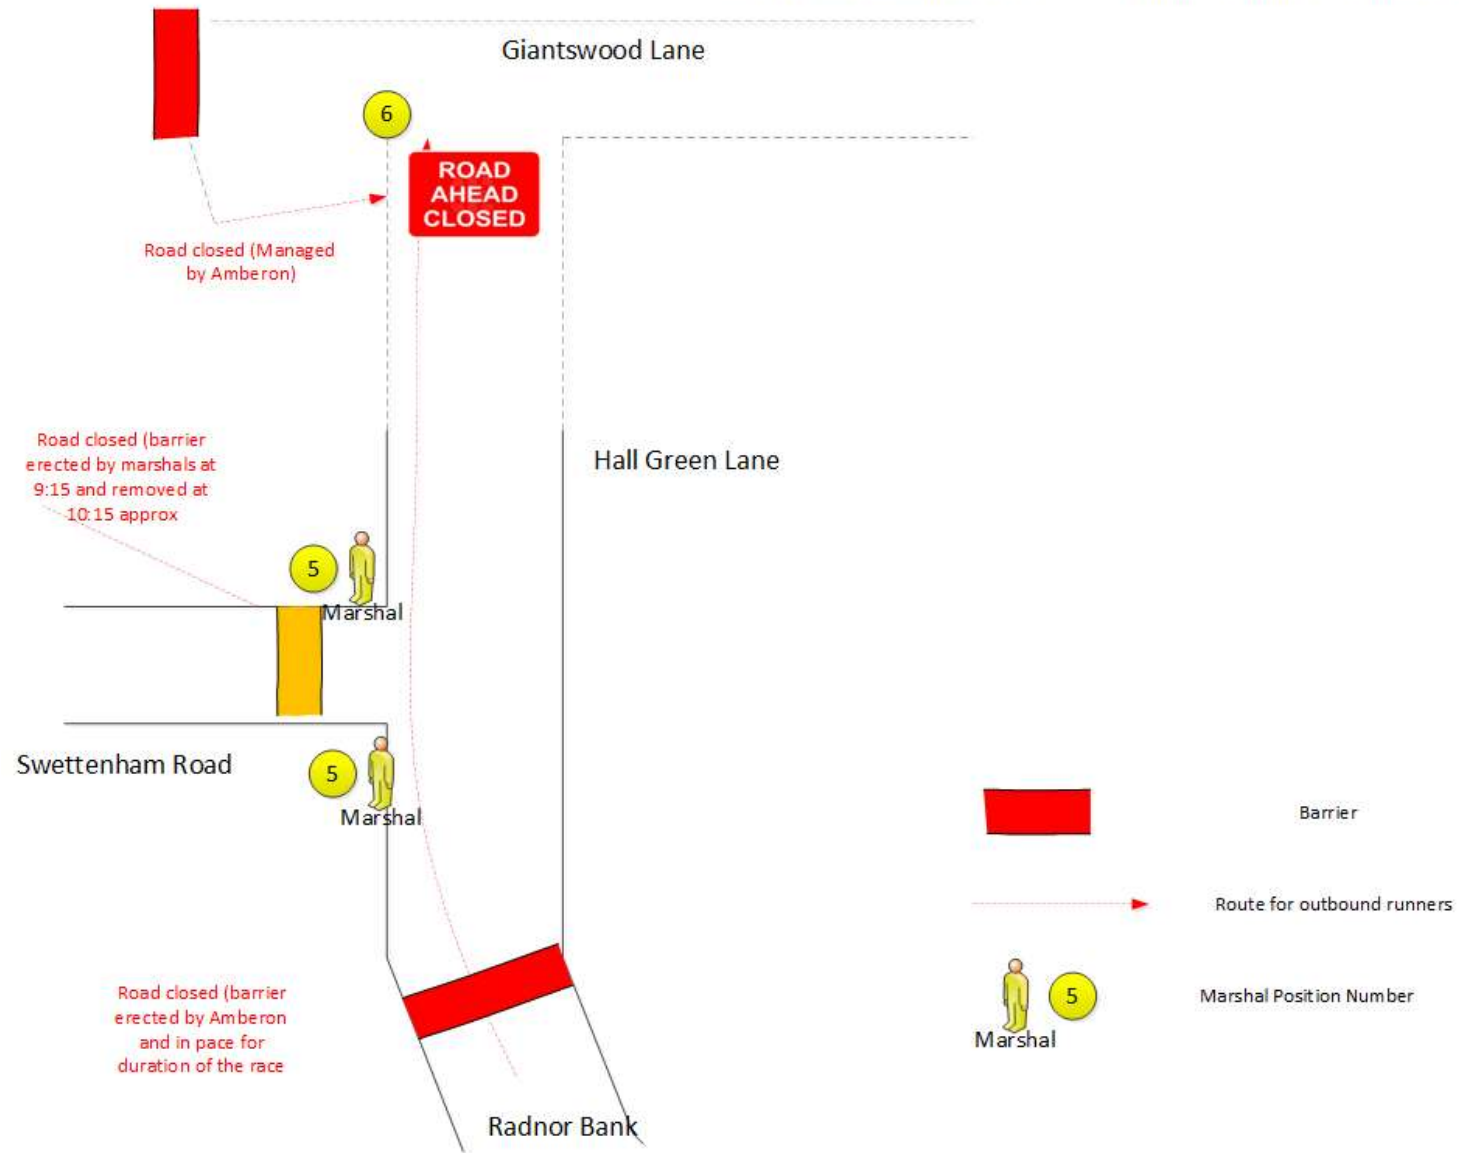 Giantswood Lane
6
ROAD
AHEAD
CLOSED
Road closed (Managed
by Amberon)
Road closed (barrier
erected by marshals at
9:15 and removed at
10:15 approx
Hall Green Lane
5
Marshal
Swettenham Road
5
Marshal
Barrier
Route for outbound runners
Road closed (barrier
erected by Amberon
and in pace for
duration of the race
5
Marshal Position Number
Marshal
Radnor Bank